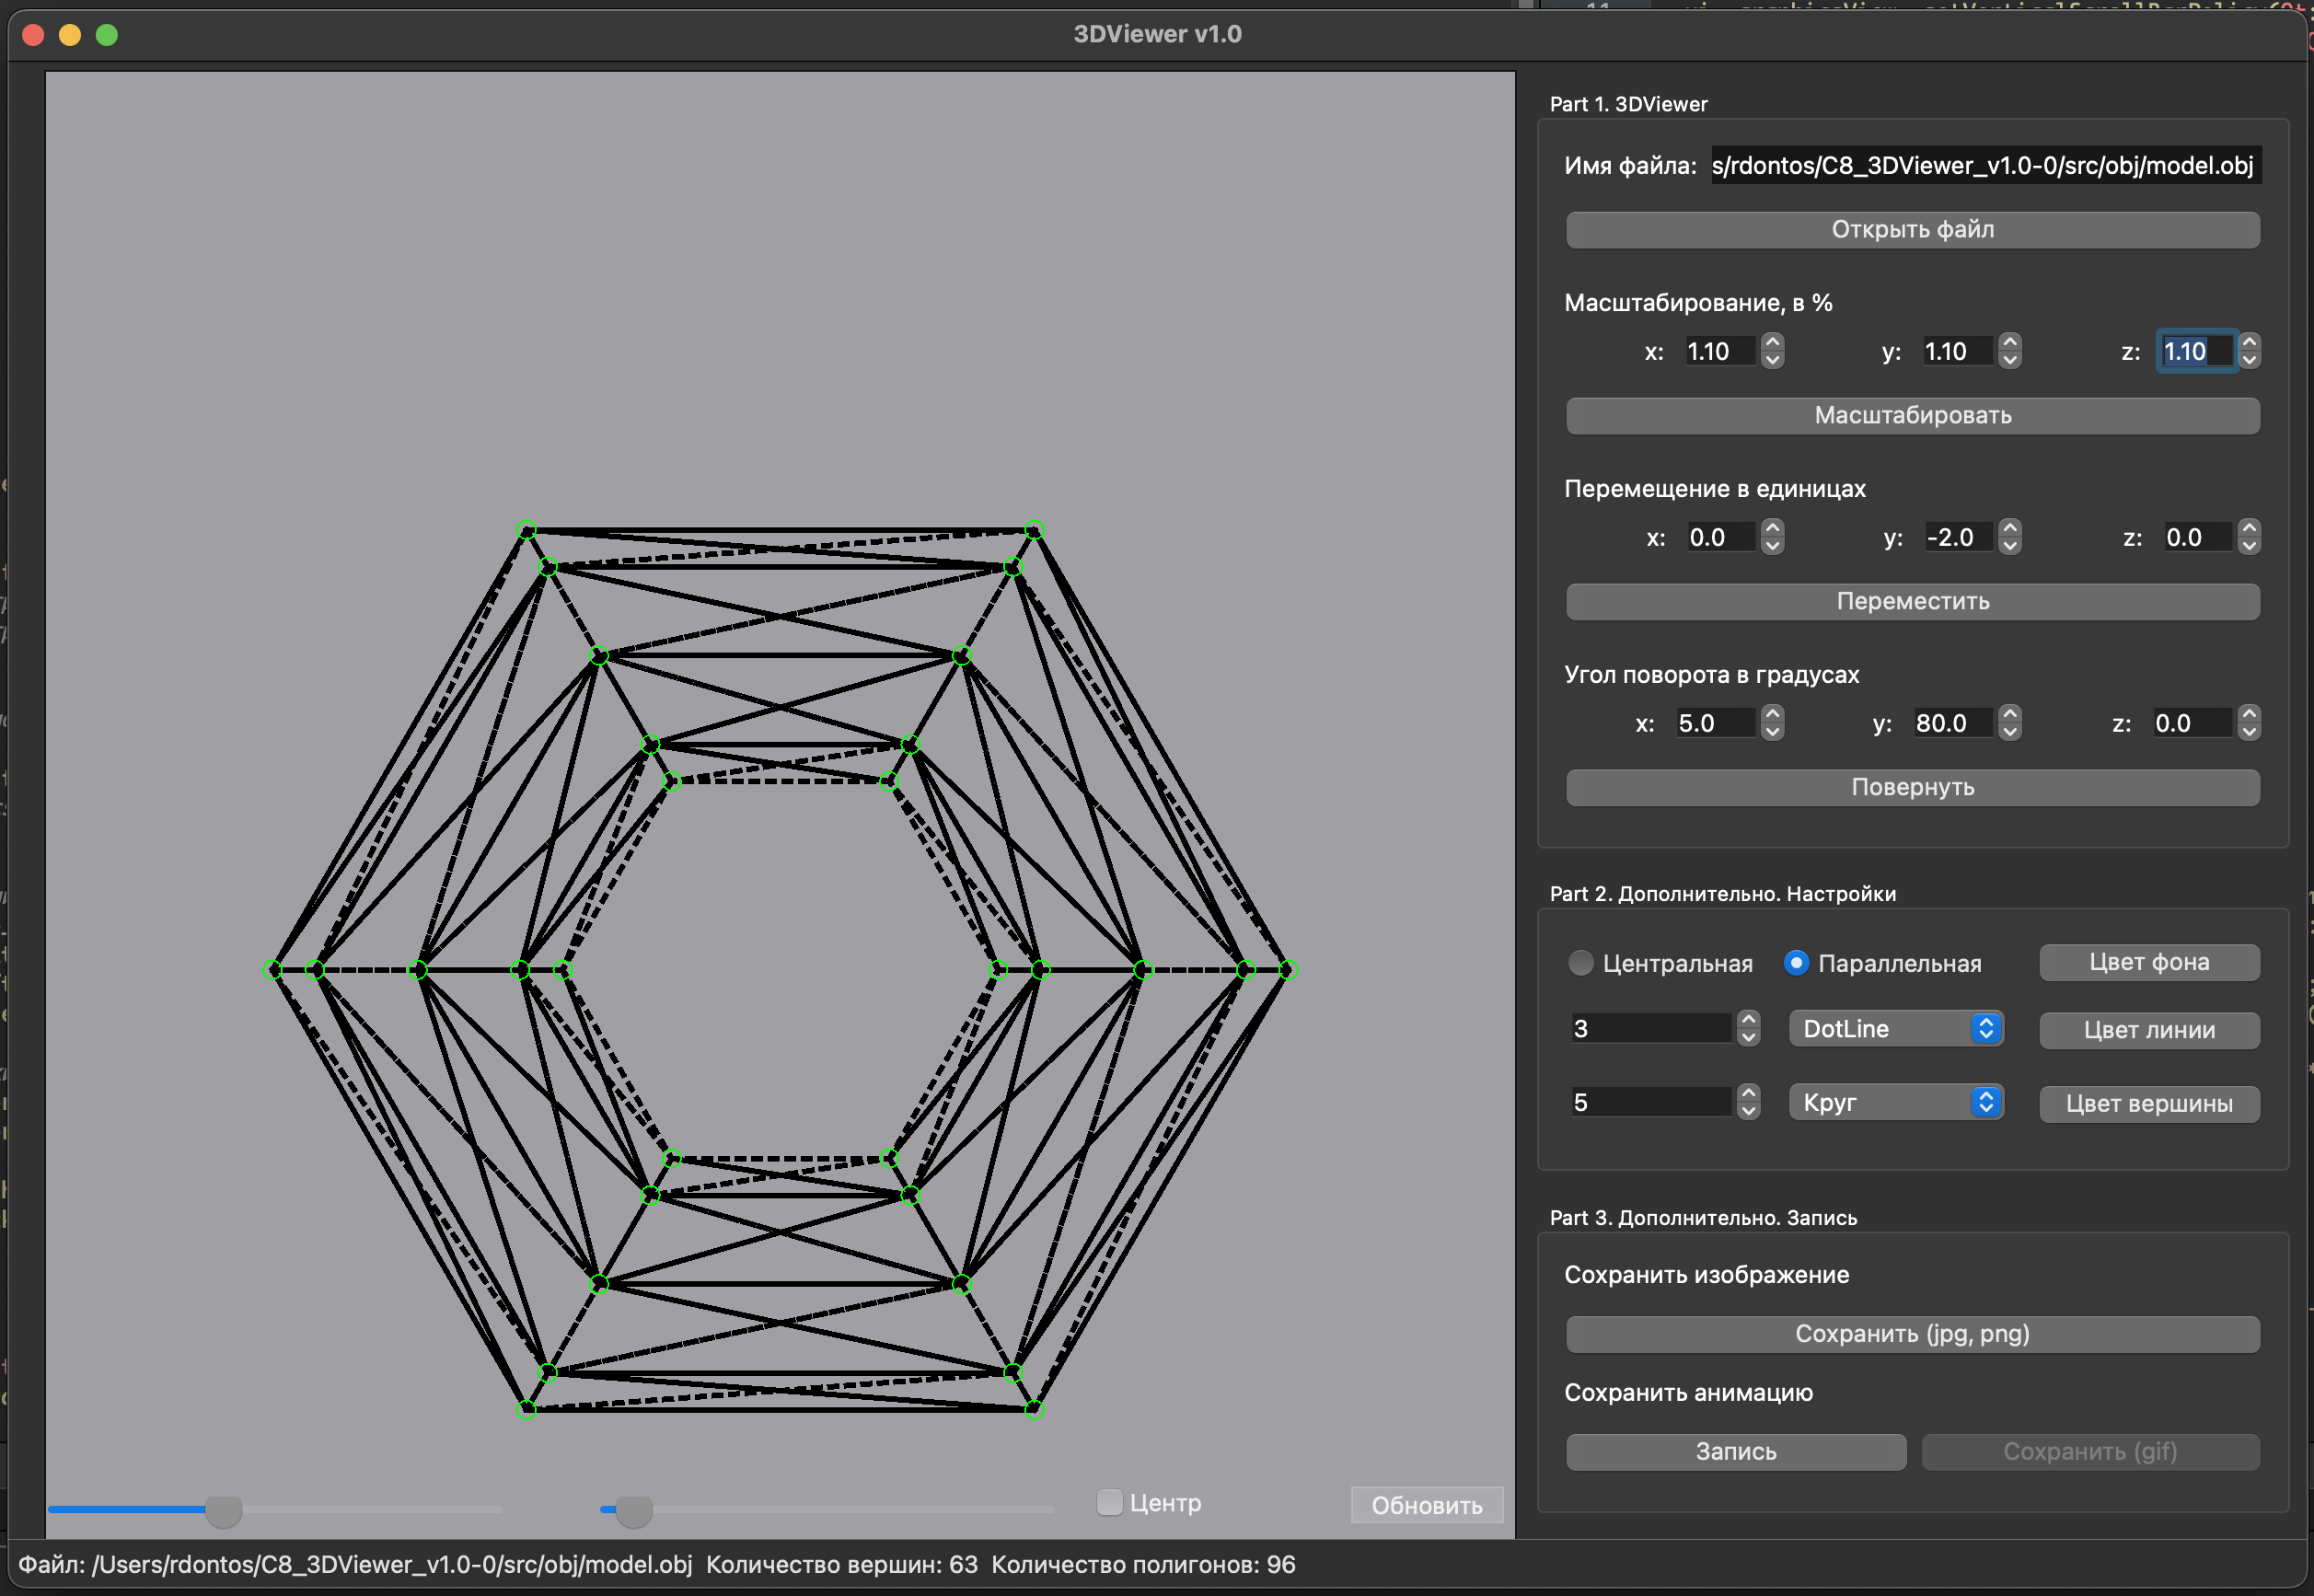 3DViewer v1.0
Part 1. 3DViewer
Имя файла: s/rdontos/C8_3DViewer_v1.0-0/src/obj/model.obj
Открыть файл
Масштабирование, в %
x: 1.10 y: 1.10 z: 1.10
Масштабировать
Перемещение в единицах
x: 0.0 y: -2.0 z: 0.0
Переместить
Угол поворота в градусах
x: 5.0 y: 80.0 z: 0.0
Повернуть
Part 2. Дополнительно. Настройки
Центральная Параллельная Цвет фона
3 DotLine Цвет линии
5 Круг Цвет вершины
Part 3. Дополнительно. Запись
Сохранить изображение
Сохранить (jpg, png)
Сохранить анимацию
Запись Сохранить (gif)
Центр Обновить
Файл: /Users/rdontos/C8_3DViewer_v1.0-0/src/obj/model.obj Количество вершин: 63 Количество полигонов: 96